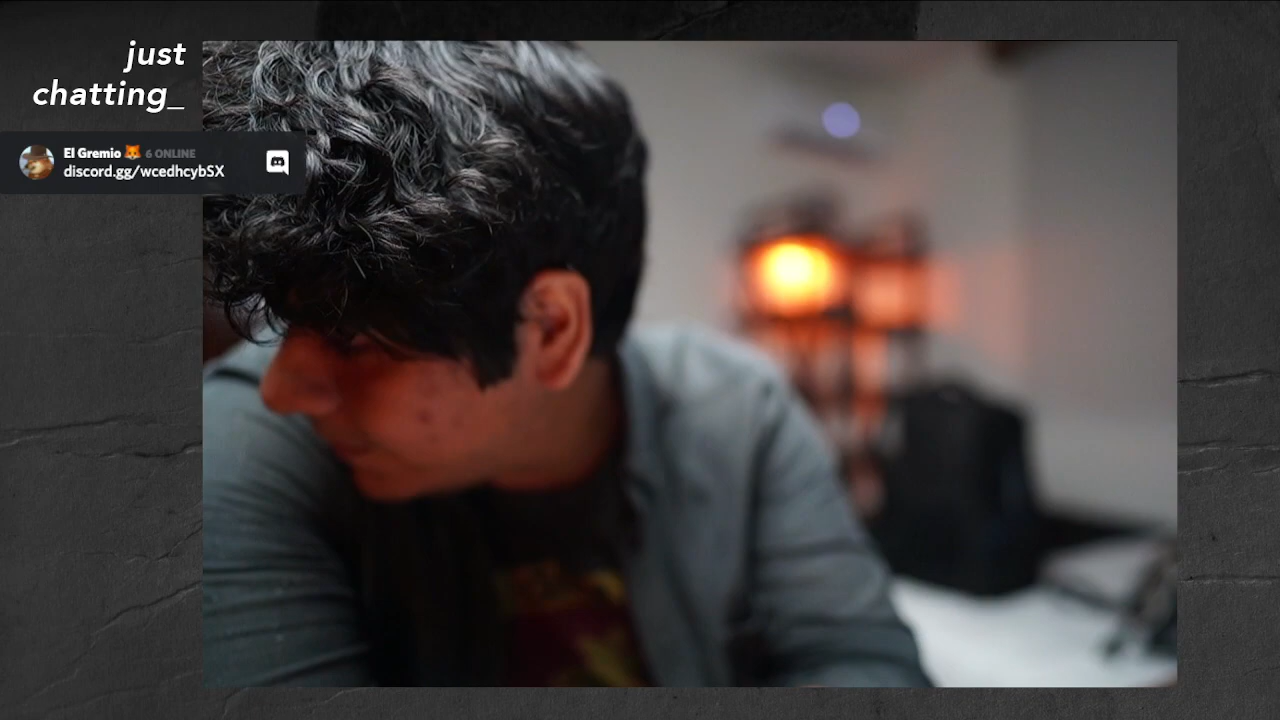 just
chatting_
El Gremio 🦊 6 ONLINE
discord.gg/wcedhcybSX